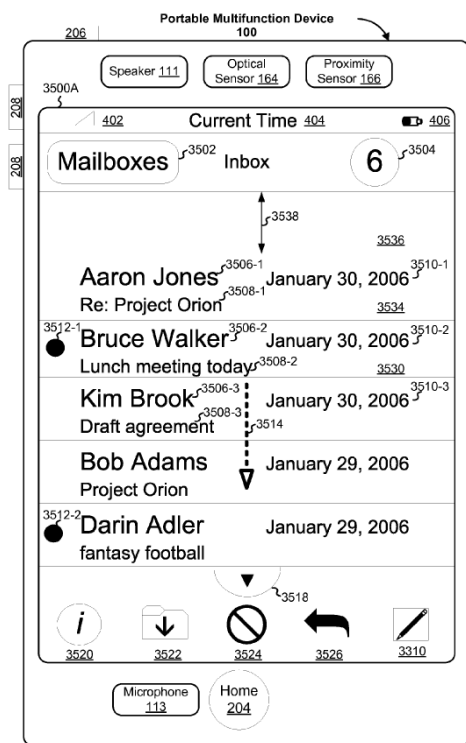 Portable Multifunction Device
100
206
Speaker 111
Optical
Sensor 164
Proximity
Sensor 166
3500A
208
402
Current Time 404
406
208
Mailboxes
3502
Inbox
6
3504
3538
3536
Aaron Jones
3506-1
January 30, 2006
3510-1
Re: Project Orion
3508-1
3534
3512-1
Bruce Walker
3506-2
January 30, 2006
3510-2
Lunch meeting today
3508-2
3530
Kim Brook
3506-3
January 30, 2006
3510-3
Draft agreement
3508-3
3514
Bob Adams
January 29, 2006
Project Orion
3512-2
Darin Adler
January 29, 2006
fantasy football
3518
i
3520
3522
3524
3526
3310
Microphone
113
Home
204